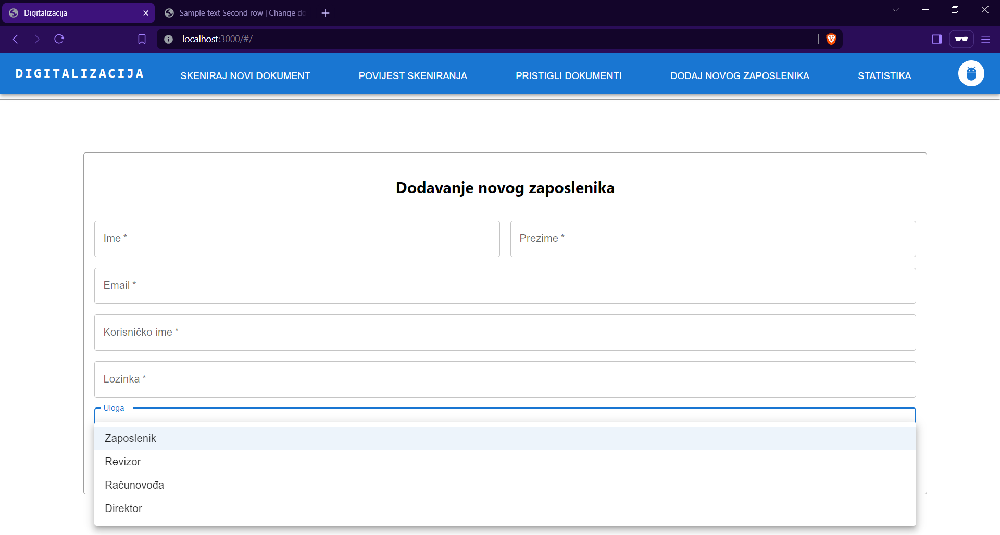 Digitalizacija
Sample text Second row | Change do
localhost:3000/#/
DIGITALIZACIJA
SKENIRAJ NOVI DOKUMENT
POVIJEST SKENIRANJA
PRISTIGLI DOKUMENTI
DODAJ NOVOG ZAPOSLENIKA
STATISTIKA
Dodavanje novog zaposlenika
Ime *
Prezime *
Email *
Korisničko ime *
Lozinka *
Uloga
Zaposlenik
Revizor
Računovođa
Direktor